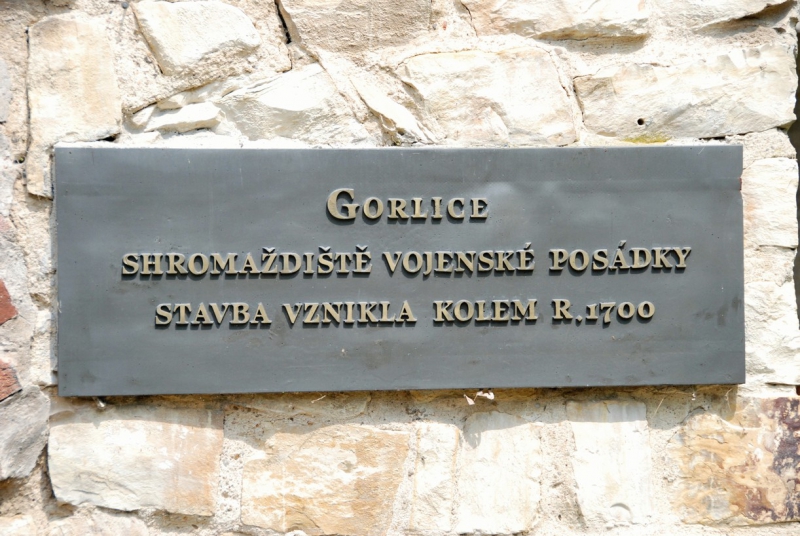 GORLICE
SHROMAŽDIŠTĚ VOJENSKÉ POSÁDKY
STAVBA VZNIKLA KOLEM R.1700